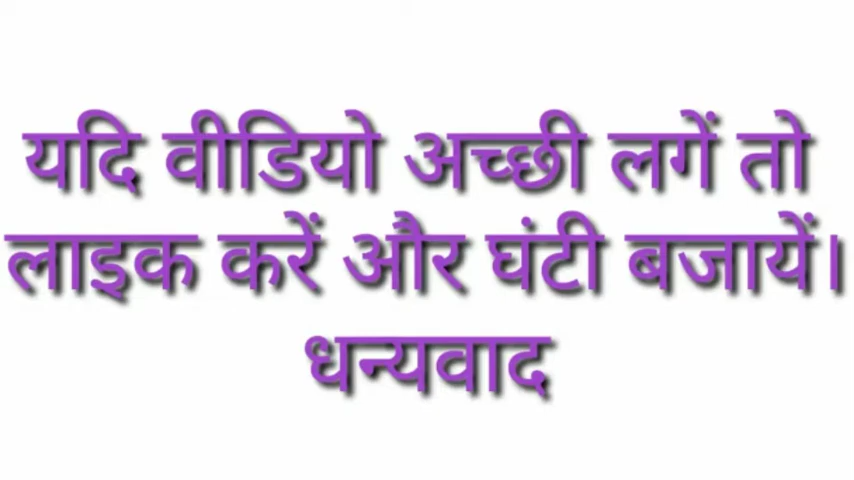 यदि वीडियो अच्छी लगें तो
लाइक करें और घंटी बजायें।
धन्यवाद